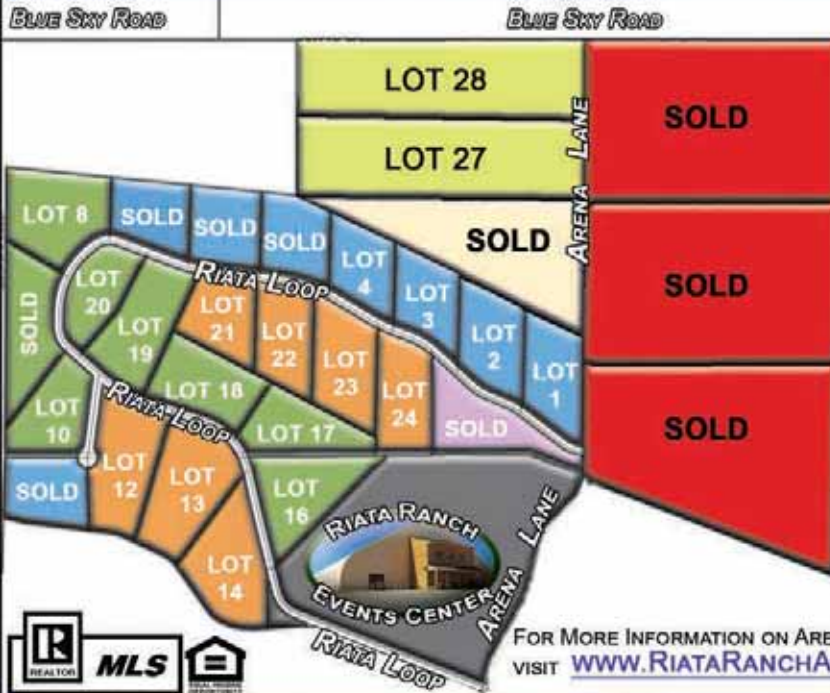 BLUE SKY ROAD
BLUE SKY ROAD
LOT 28
LOT 27
ARENA LANE
SOLD
SOLD
SOLD
SOLD
LOT 8
SOLD
SOLD
SOLD
LOT 4
LOT 3
LOT 2
LOT 1
RIATA LOOP
SOLD
LOT 20
LOT 19
LOT 21
LOT 22
LOT 23
LOT 24
SOLD
LOT 18
LOT 17
RIATA LOOP
LOT 10
SOLD
LOT 12
LOT 13
LOT 14
LOT 16
RIATA RANCH
EVENTS CENTER
ARENA LANE
RIATA LOOP
R
REALTOR
MLS
EQUAL HOUSING
OPPORTUNITY
FOR MORE INFORMATION ON ARE
VISIT WWW.RIATARANCHA